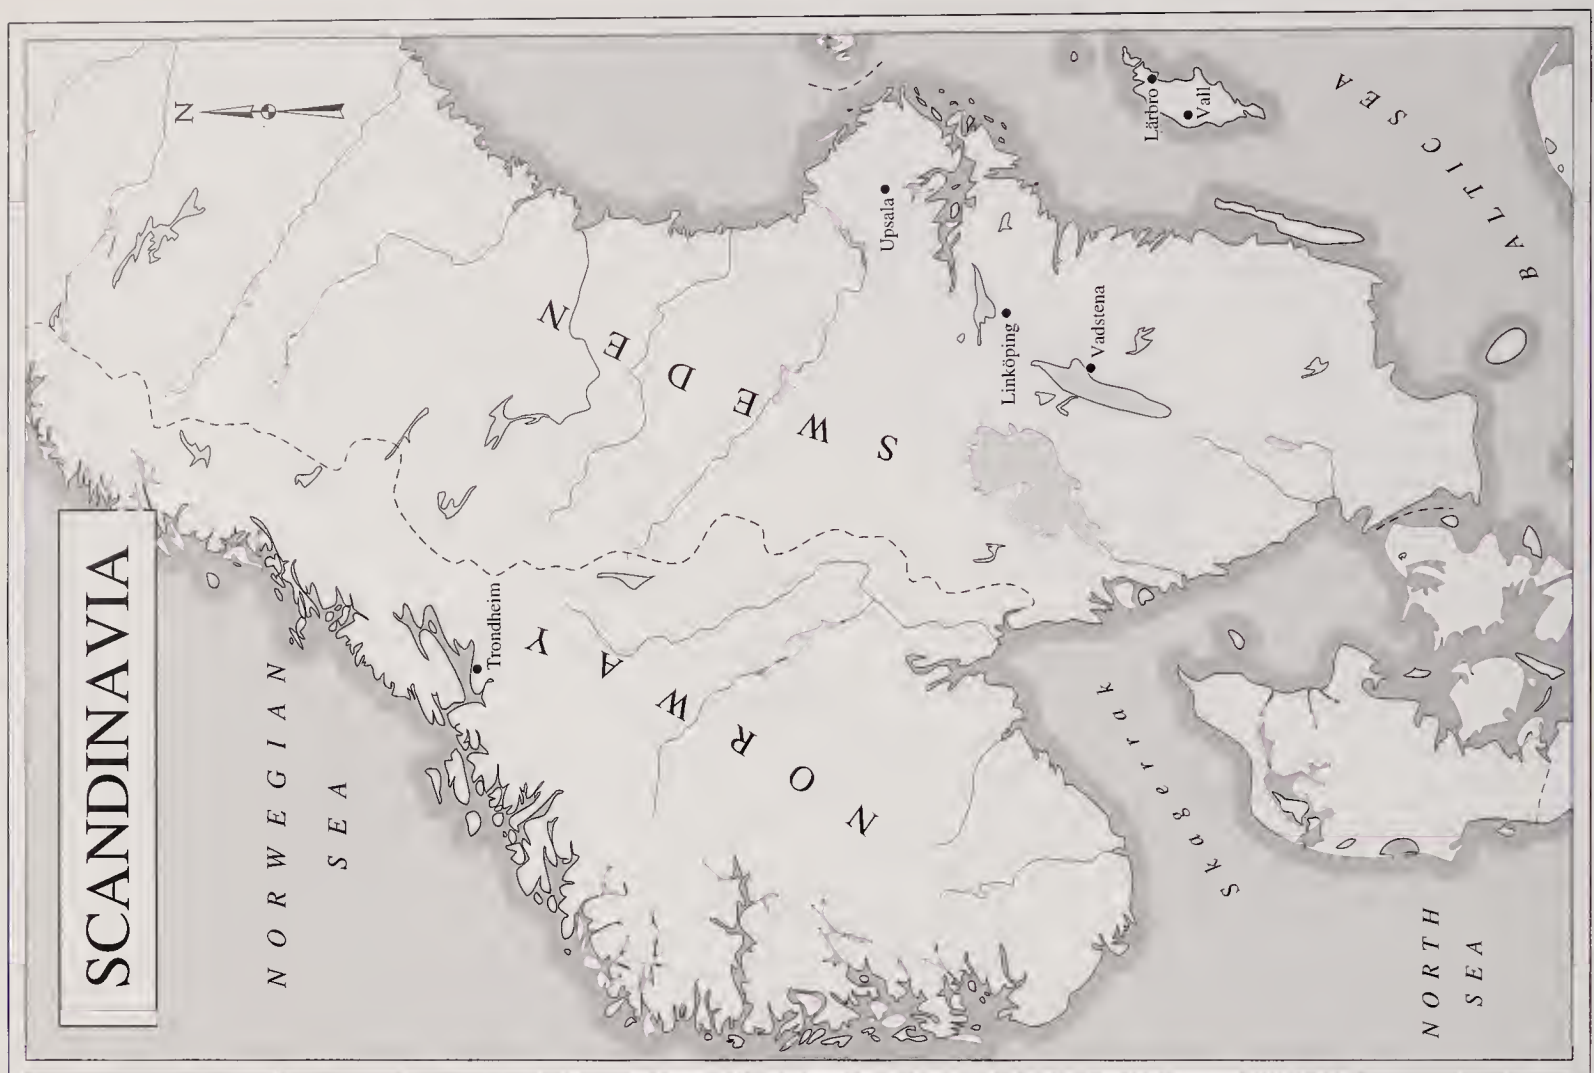 SCANDINAVIA
N
NORWEGIAN
SEA
Trondheim
NORWAY
SWEDEN
Upsala
Linköping
Vadstena
Lärbro
Vall
BALTIC SEA
Skagerrak
NORTH
SEA